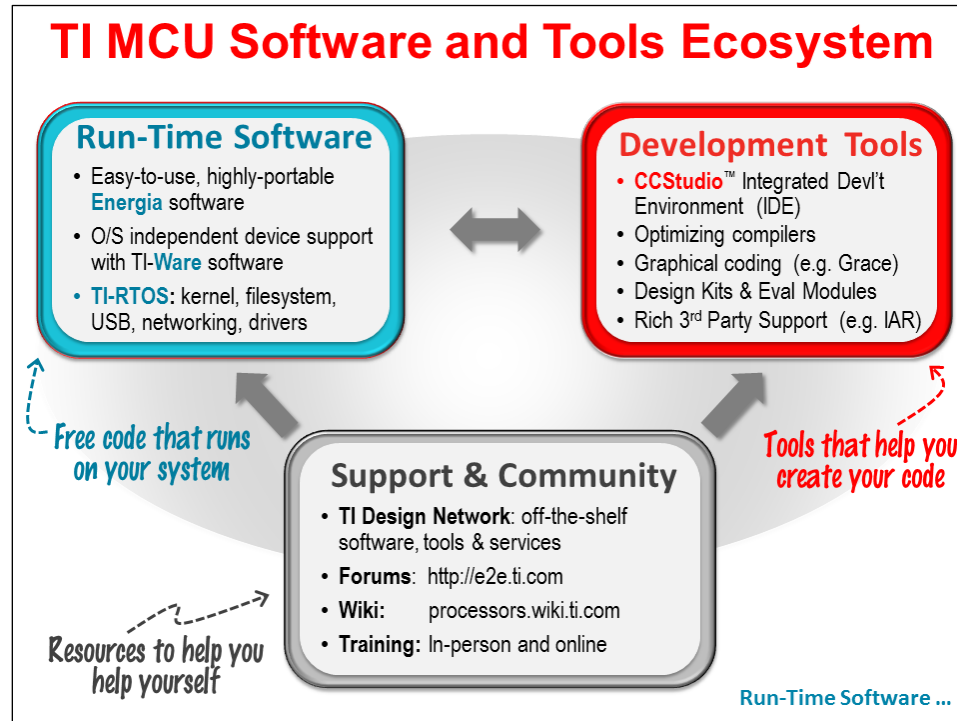 TI MCU Software and Tools Ecosystem
Run-Time Software
• Easy-to-use, highly-portable
Energia software
• O/S independent device support
with TI-Ware software
• TI-RTOS: kernel, filesystem,
USB, networking, drivers
Development Tools
• CCStudio™ Integrated Devl't
Environment (IDE)
• Optimizing compilers
• Graphical coding (e.g. Grace)
• Design Kits & Eval Modules
• Rich 3rd Party Support (e.g. IAR)
Free code that runs
on your system
Tools that help you
create your code
Support & Community
• TI Design Network: off-the-shelf
software, tools & services
• Forums: http://e2e.ti.com
• Wiki: processors.wiki.ti.com
• Training: In-person and online
Resources to help you
help yourself
Run-Time Software ...